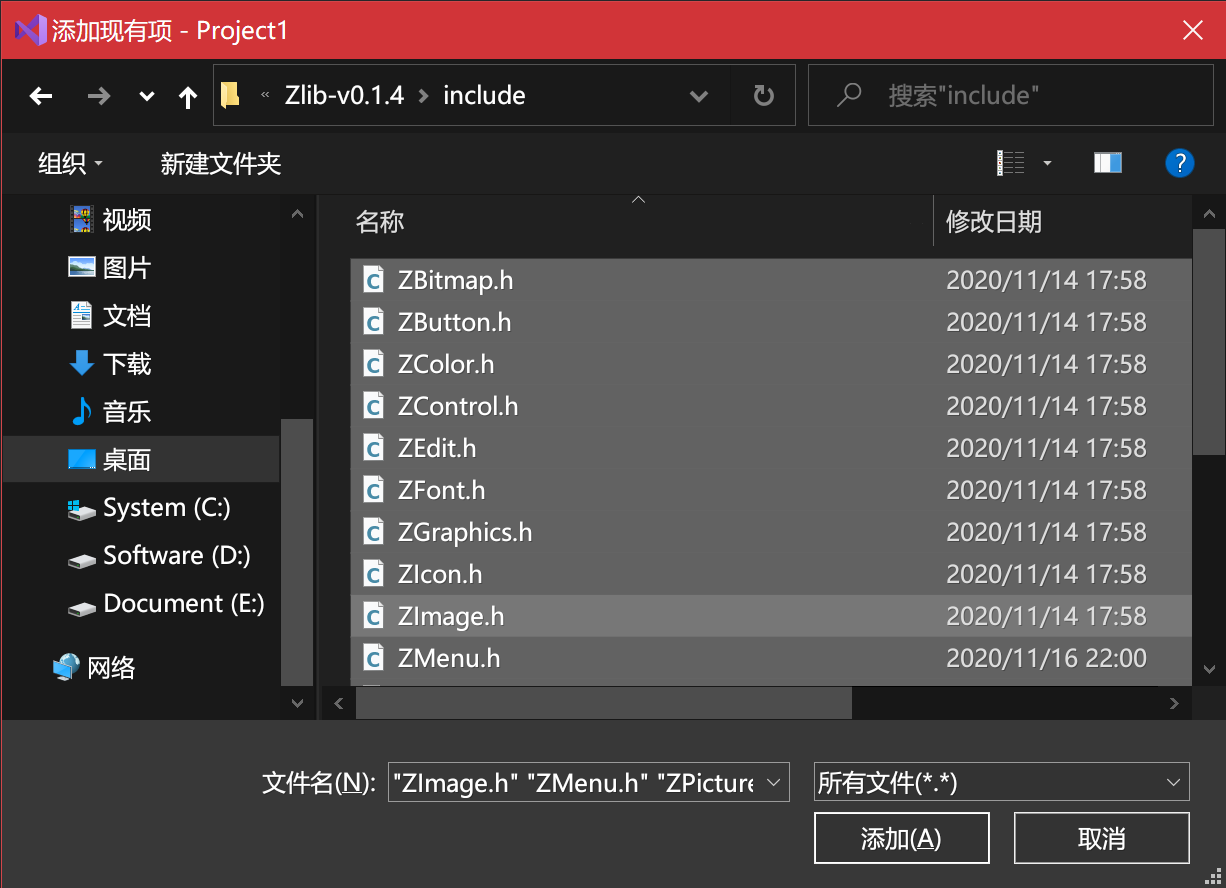 添加现有项 - Project1
« Zlib-v0.1.4 › include
搜索"include"
组织
新建文件夹
?
视频
图片
文档
下载
音乐
桌面
System (C:)
Software (D:)
Document (E:)
网络
名称 修改日期
ZBitmap.h 2020/11/14 17:58
ZButton.h 2020/11/14 17:58
ZColor.h 2020/11/14 17:58
ZControl.h 2020/11/14 17:58
ZEdit.h 2020/11/14 17:58
ZFont.h 2020/11/14 17:58
ZGraphics.h 2020/11/14 17:58
ZIcon.h 2020/11/14 17:58
ZImage.h 2020/11/14 17:58
ZMenu.h 2020/11/16 22:00
文件名(N): "ZImage.h" "ZMenu.h" "ZPicture
所有文件(*.*)
添加(A)
取消